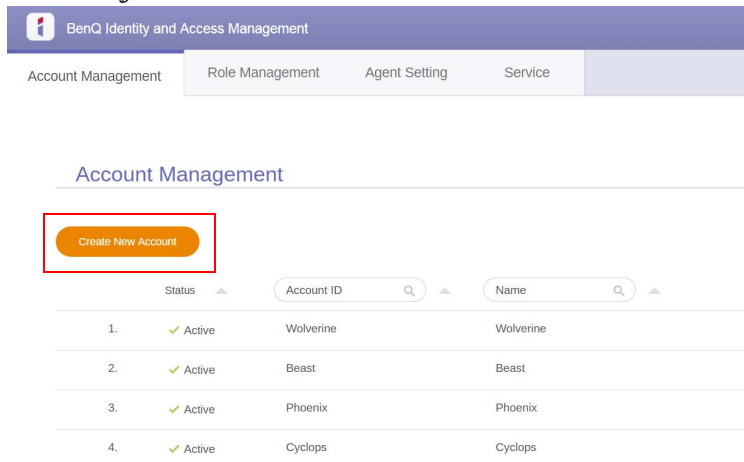 BenQ Identity and Access Management
Account Management Role Management Agent Setting Service
Account Management
Create New Account
Status Account ID Name
1. Active Wolverine Wolverine
2. Active Beast Beast
3. Active Phoenix Phoenix
4. Active Cyclops Cyclops